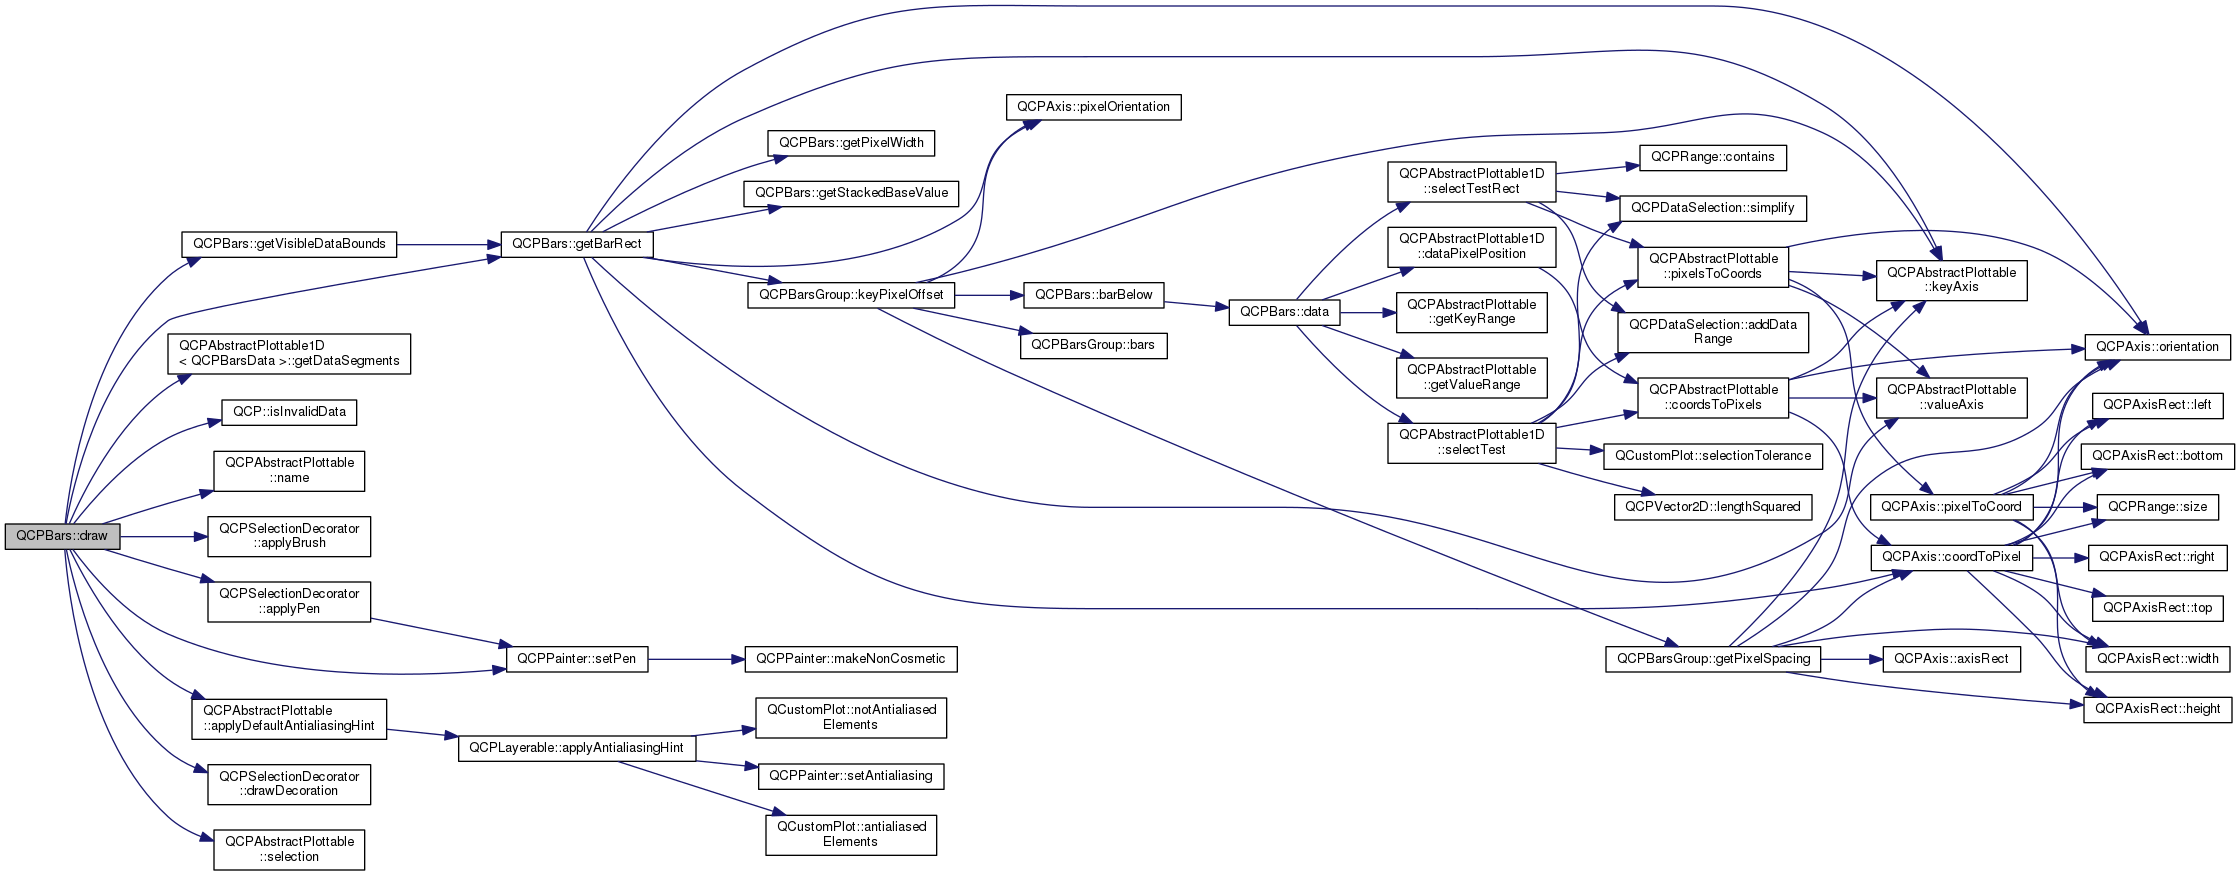 QCPBars::draw
QCPBars::getVisibleDataBounds
QCPAbstractPlottable1D
< QCPBarsData >::getDataSegments
QCP::isInvalidData
QCPAbstractPlottable
::name
QCPSelectionDecorator
::applyBrush
QCPSelectionDecorator
::applyPen
QCPAbstractPlottable
::applyDefaultAntialiasingHint
QCPSelectionDecorator
::drawDecoration
QCPAbstractPlottable
::selection
QCPBars::getBarRect
QCPPainter::setPen
QCPLayerable::applyAntialiasingHint
QCPBars::getPixelWidth
QCPBars::getStackedBaseValue
QCPBarsGroup::keyPixelOffset
QCPPainter::makeNonCosmetic
QCustomPlot::notAntialiased
Elements
QCPPainter::setAntialiasing
QCustomPlot::antialiased
Elements
QCPAxis::pixelOrientation
QCPBars::barBelow
QCPBarsGroup::bars
QCPBars::data
QCPAbstractPlottable1D
::selectTestRect
QCPAbstractPlottable1D
::dataPixelPosition
QCPAbstractPlottable
::getKeyRange
QCPAbstractPlottable
::getValueRange
QCPAbstractPlottable1D
::selectTest
QCPRange::contains
QCPDataSelection::simplify
QCPAbstractPlottable
::pixelsToCoords
QCPDataSelection::addData
Range
QCPAbstractPlottable
::coordsToPixels
QCustomPlot::selectionTolerance
QCPVector2D::lengthSquared
QCPBarsGroup::getPixelSpacing
QCPAbstractPlottable
::keyAxis
QCPAbstractPlottable
::valueAxis
QCPAxis::pixelToCoord
QCPAxis::coordToPixel
QCPAxis::axisRect
QCPAxis::orientation
QCPAxisRect::left
QCPAxisRect::bottom
QCPRange::size
QCPAxisRect::right
QCPAxisRect::top
QCPAxisRect::width
QCPAxisRect::height